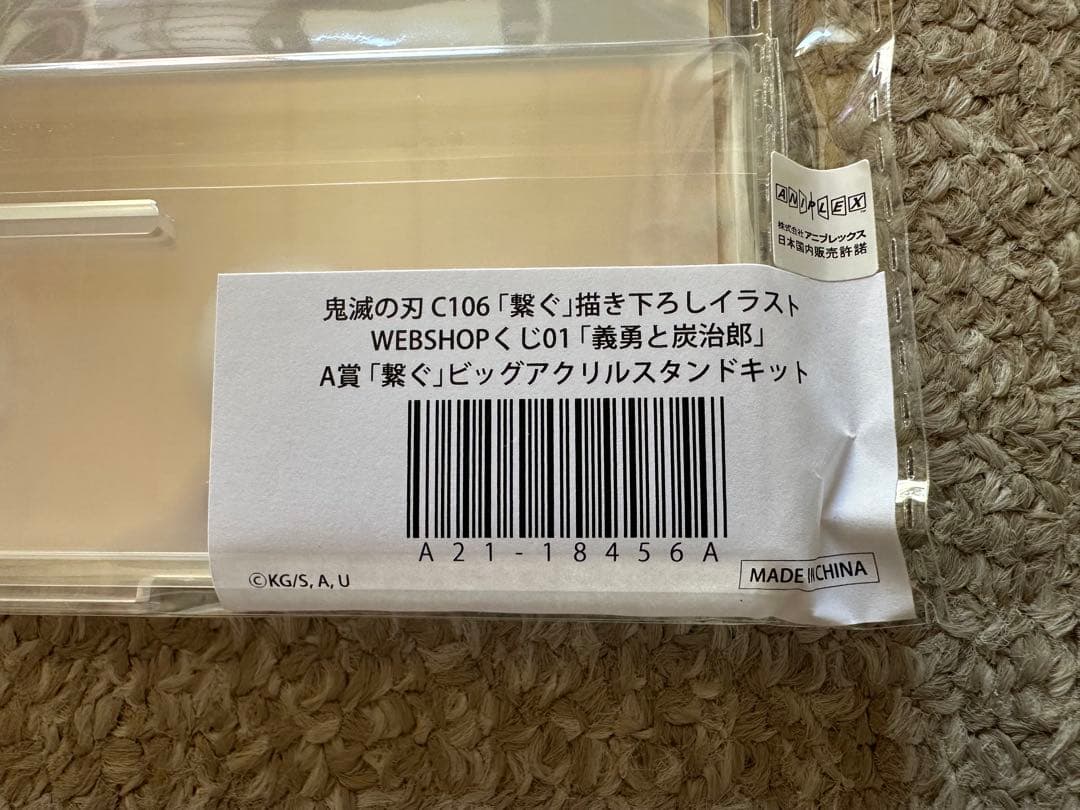 ANIPLEX
株式会社アニプレックス
日本国内販売許諾
鬼滅の刃 C106「繋ぐ」描き下ろしイラスト
WEBSHOPくじ01「義勇と炭治郎」
A賞「繋ぐ」ビッグアクリルスタンドキット
A21-18456A
©KG/S, A, U
MADE IN CHINA